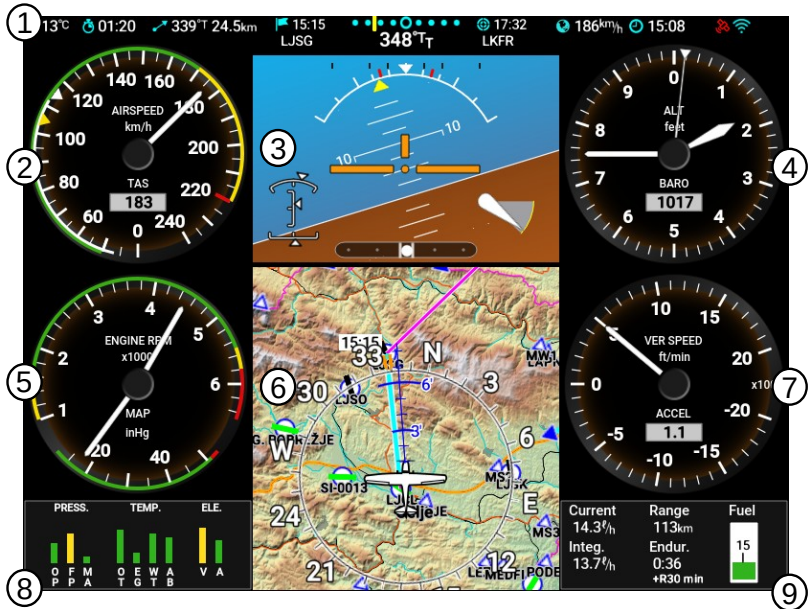 1
13°C
01:20
339°T 24.5km
15:15
LJSG
348°T T
17:32
LKFR
186km/h
15:08
2
AIRSPEED
km/h
0 60 80 100 120 140 160 180 200 220 240
TAS
183
3
10 10
4
0 1 2 3 4 5 6 7 8 9
ALT
feet
BARO
1017
5
1 2 3 4 5 6
ENGINE RPM
x1000
MAP
inHg
20 40
6
15:15
33 N 3 6 E 12 21 24 W 30
6'
3'
LJSO
SI-0013
MW1
MS3
7
10
5
0
-5
-10
-15
-20
20
VER SPEED
ft/min
ACCEL
1.1
8
PRESS. TEMP. ELE.
O P
F P
M A
O T
E G
W T
A B
V
A
9
Current
14.3ℓ/h
Range
113km
Fuel
15
Integ.
13.7ℓ/h
Endur.
0:36
+R30 min